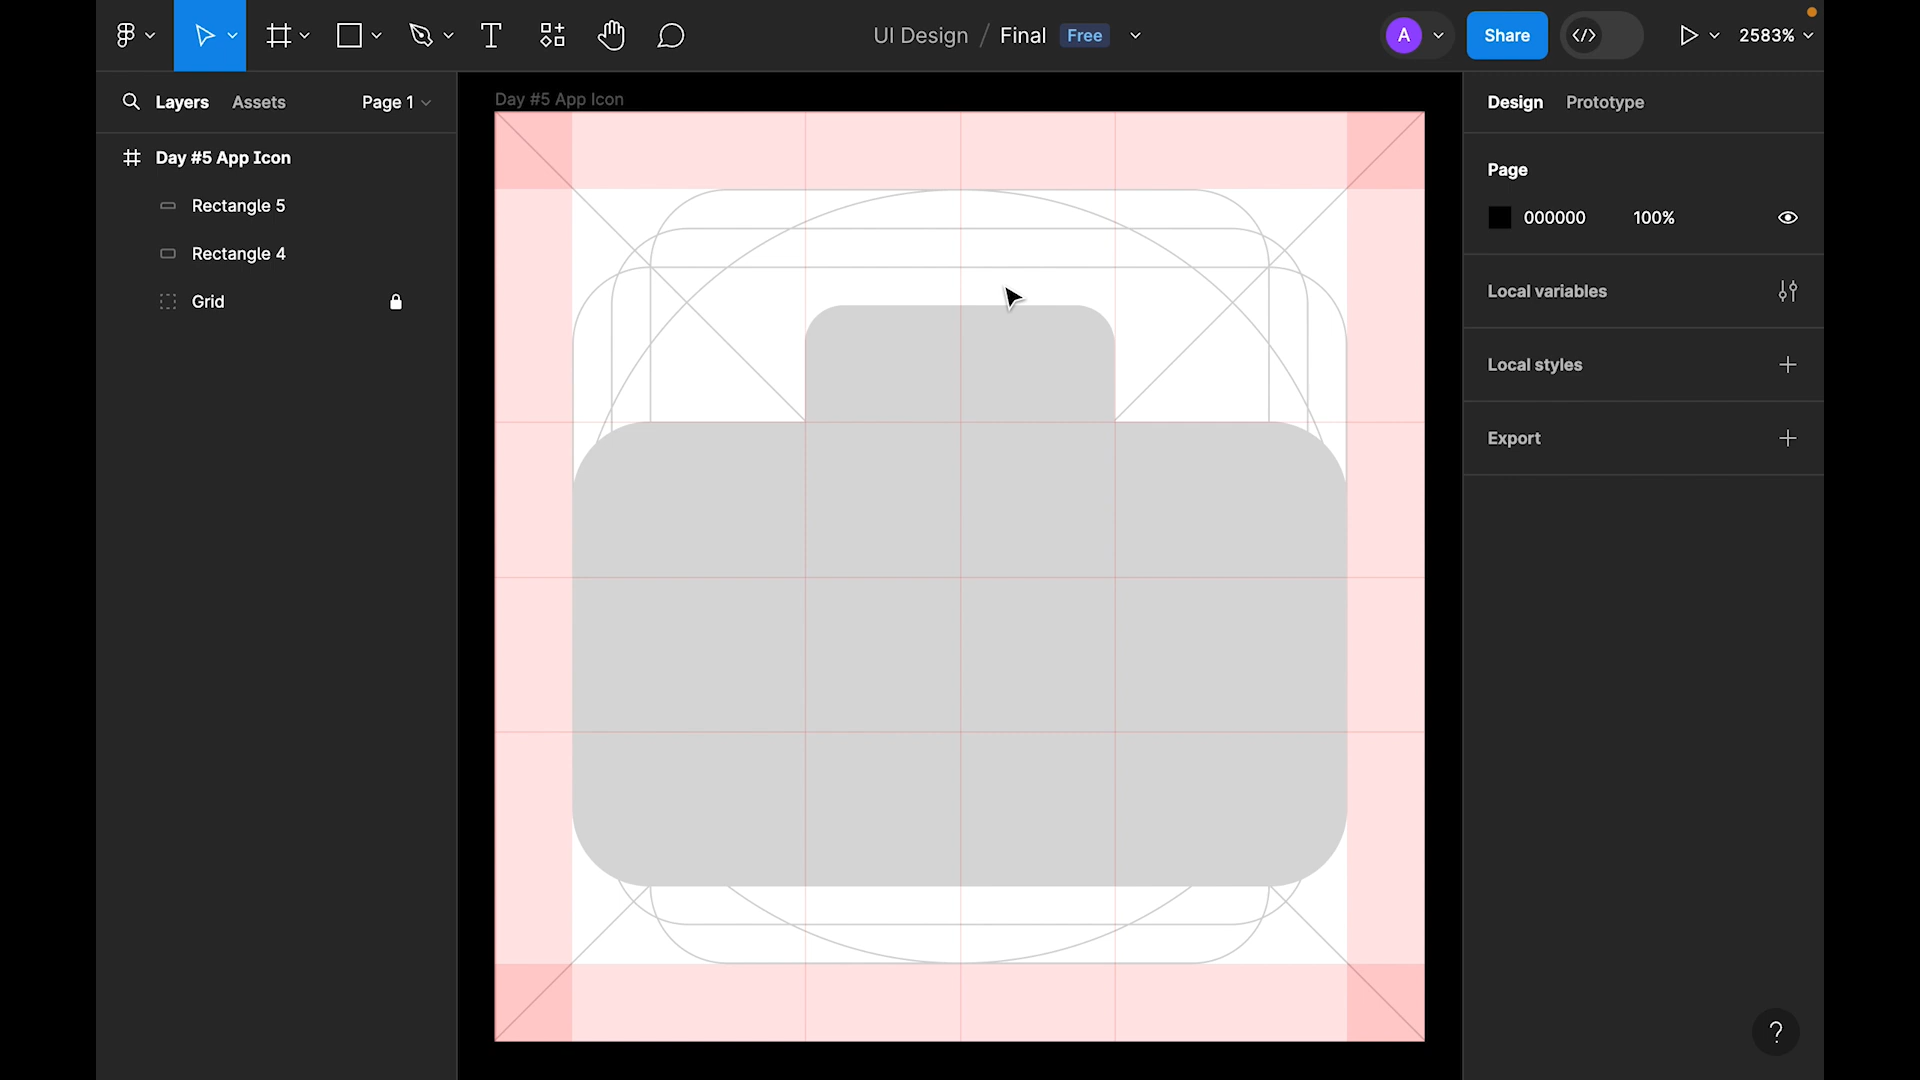 UI Design / Final Free
A
Share
2583%
Layers Assets Page 1
Day #5 App Icon
Rectangle 5
Rectangle 4
Grid
Day #5 App Icon
Design Prototype
Page
000000 100%
Local variables
Local styles
Export
?